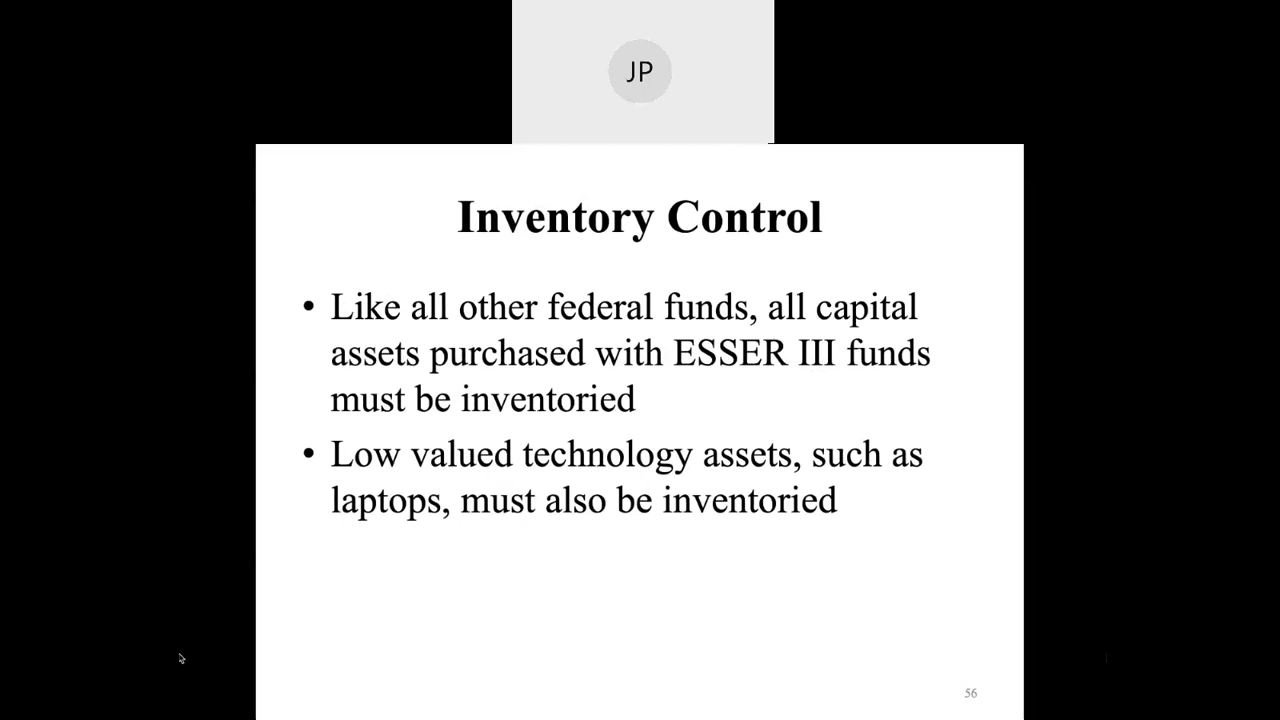 JP
Inventory Control
• Like all other federal funds, all capital
assets purchased with ESSER III funds
must be inventoried
• Low valued technology assets, such as
laptops, must also be inventoried
56